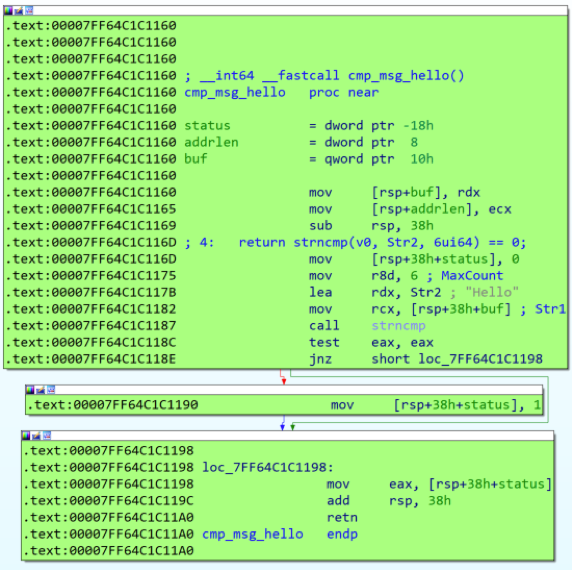 .text:00007FF64C1C1160
.text:00007FF64C1C1160
.text:00007FF64C1C1160
.text:00007FF64C1C1160 ; __int64 __fastcall cmp_msg_hello()
.text:00007FF64C1C1160 cmp_msg_hello proc near
.text:00007FF64C1C1160
.text:00007FF64C1C1160 status = dword ptr -18h
.text:00007FF64C1C1160 addrlen = dword ptr 8
.text:00007FF64C1C1160 buf = qword ptr 10h
.text:00007FF64C1C1160
.text:00007FF64C1C1160 mov [rsp+buf], rdx
.text:00007FF64C1C1165 mov [rsp+addrlen], ecx
.text:00007FF64C1C1169 sub rsp, 38h
.text:00007FF64C1C116D ; 4: return strncmp(v0, Str2, 6ui64) == 0;
.text:00007FF64C1C116D mov [rsp+38h+status], 0
.text:00007FF64C1C1175 mov r8d, 6 ; MaxCount
.text:00007FF64C1C117B lea rdx, Str2 ; "Hello"
.text:00007FF64C1C1182 mov rcx, [rsp+38h+buf] ; Str1
.text:00007FF64C1C1187 call strncmp
.text:00007FF64C1C118C test eax, eax
.text:00007FF64C1C118E jnz short loc_7FF64C1C1198
.text:00007FF64C1C1190 mov [rsp+38h+status], 1
.text:00007FF64C1C1198
.text:00007FF64C1C1198 loc_7FF64C1C1198:
.text:00007FF64C1C1198 mov eax, [rsp+38h+status]
.text:00007FF64C1C119C add rsp, 38h
.text:00007FF64C1C11A0 retn
.text:00007FF64C1C11A0 cmp_msg_hello endp
.text:00007FF64C1C11A0